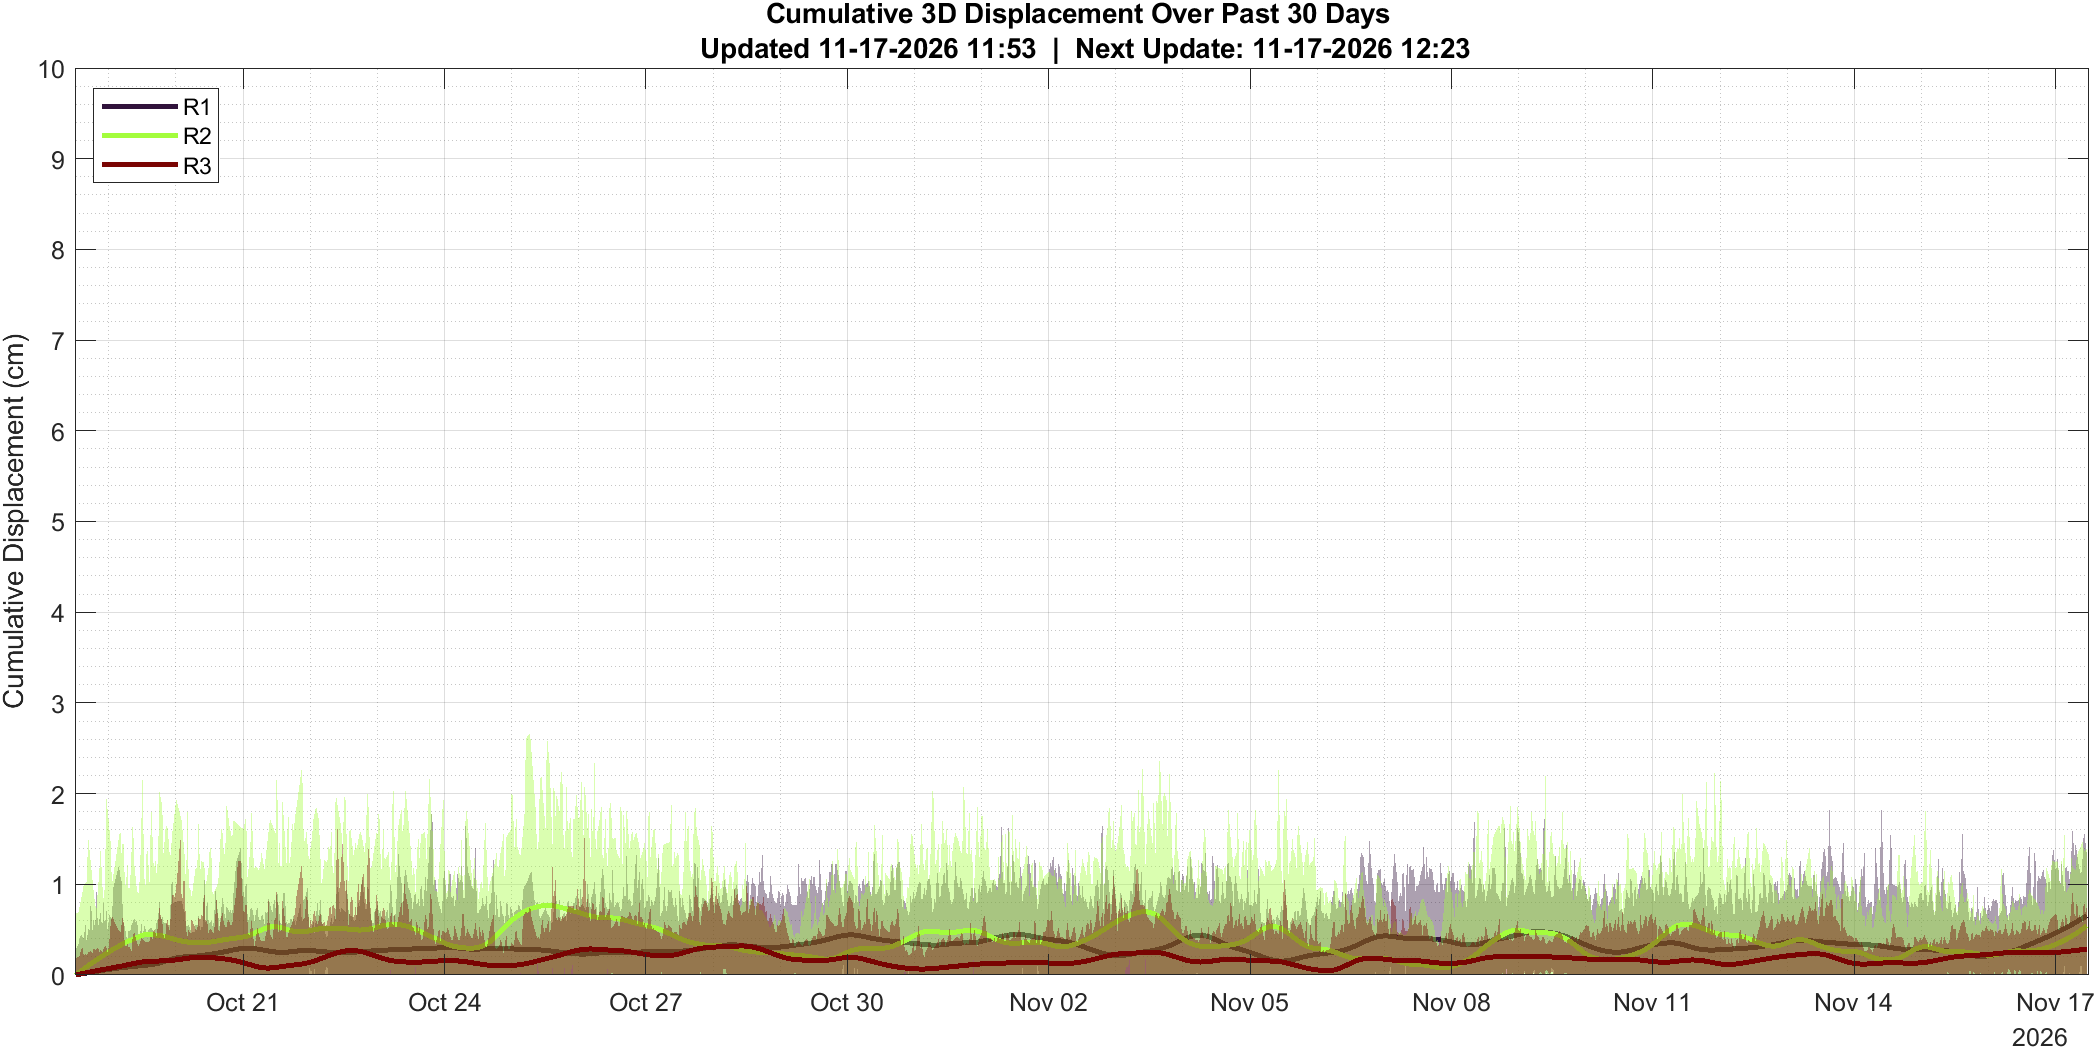 Cumulative 3D Displacement Over Past 30 Days
Updated 11-17-2026 11:53 | Next Update: 11-17-2026 12:23
R1
R2
R3
Cumulative Displacement (cm)
10
9
8
7
6
5
4
3
2
1
0
Oct 21 Oct 24 Oct 27 Oct 30 Nov 02 Nov 05 Nov 08 Nov 11 Nov 14 Nov 17
2026